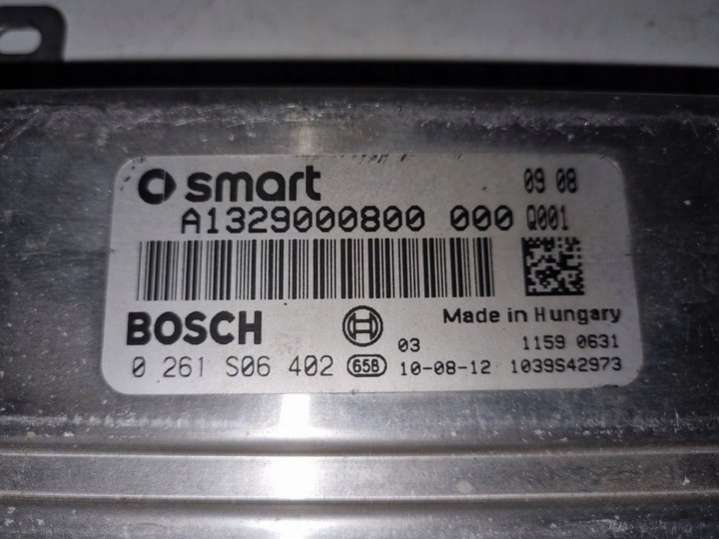 smart 09 08
A1329000800 000 Q001
BOSCH Made in Hungary
03 1159 0631
0 261 S06 402 658 10-08-12 1039S42973